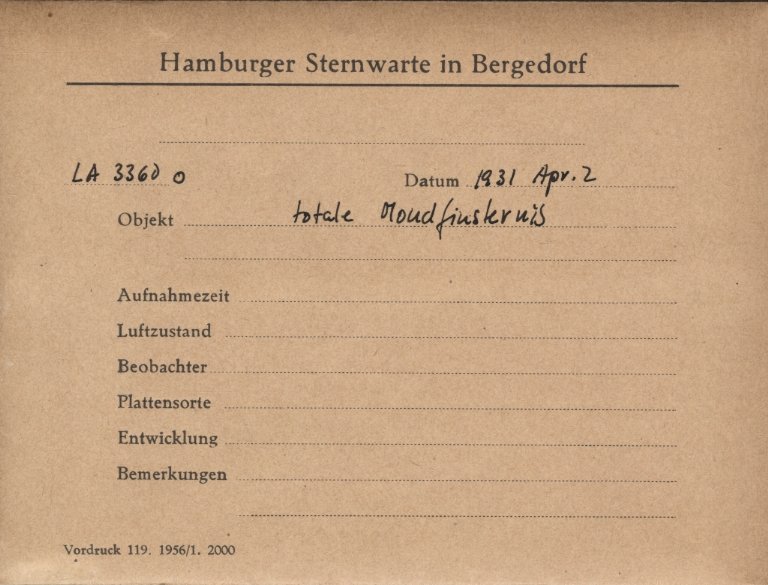 Hamburger Sternwarte in Bergedorf
LA 3360 o Datum 1931 Apr. 2
Objekt totale Mondfinsternis
Aufnahmezeit
Luftzustand
Beobachter
Plattensorte
Entwicklung
Bemerkungen
Vordruck 119. 1956/1. 2000